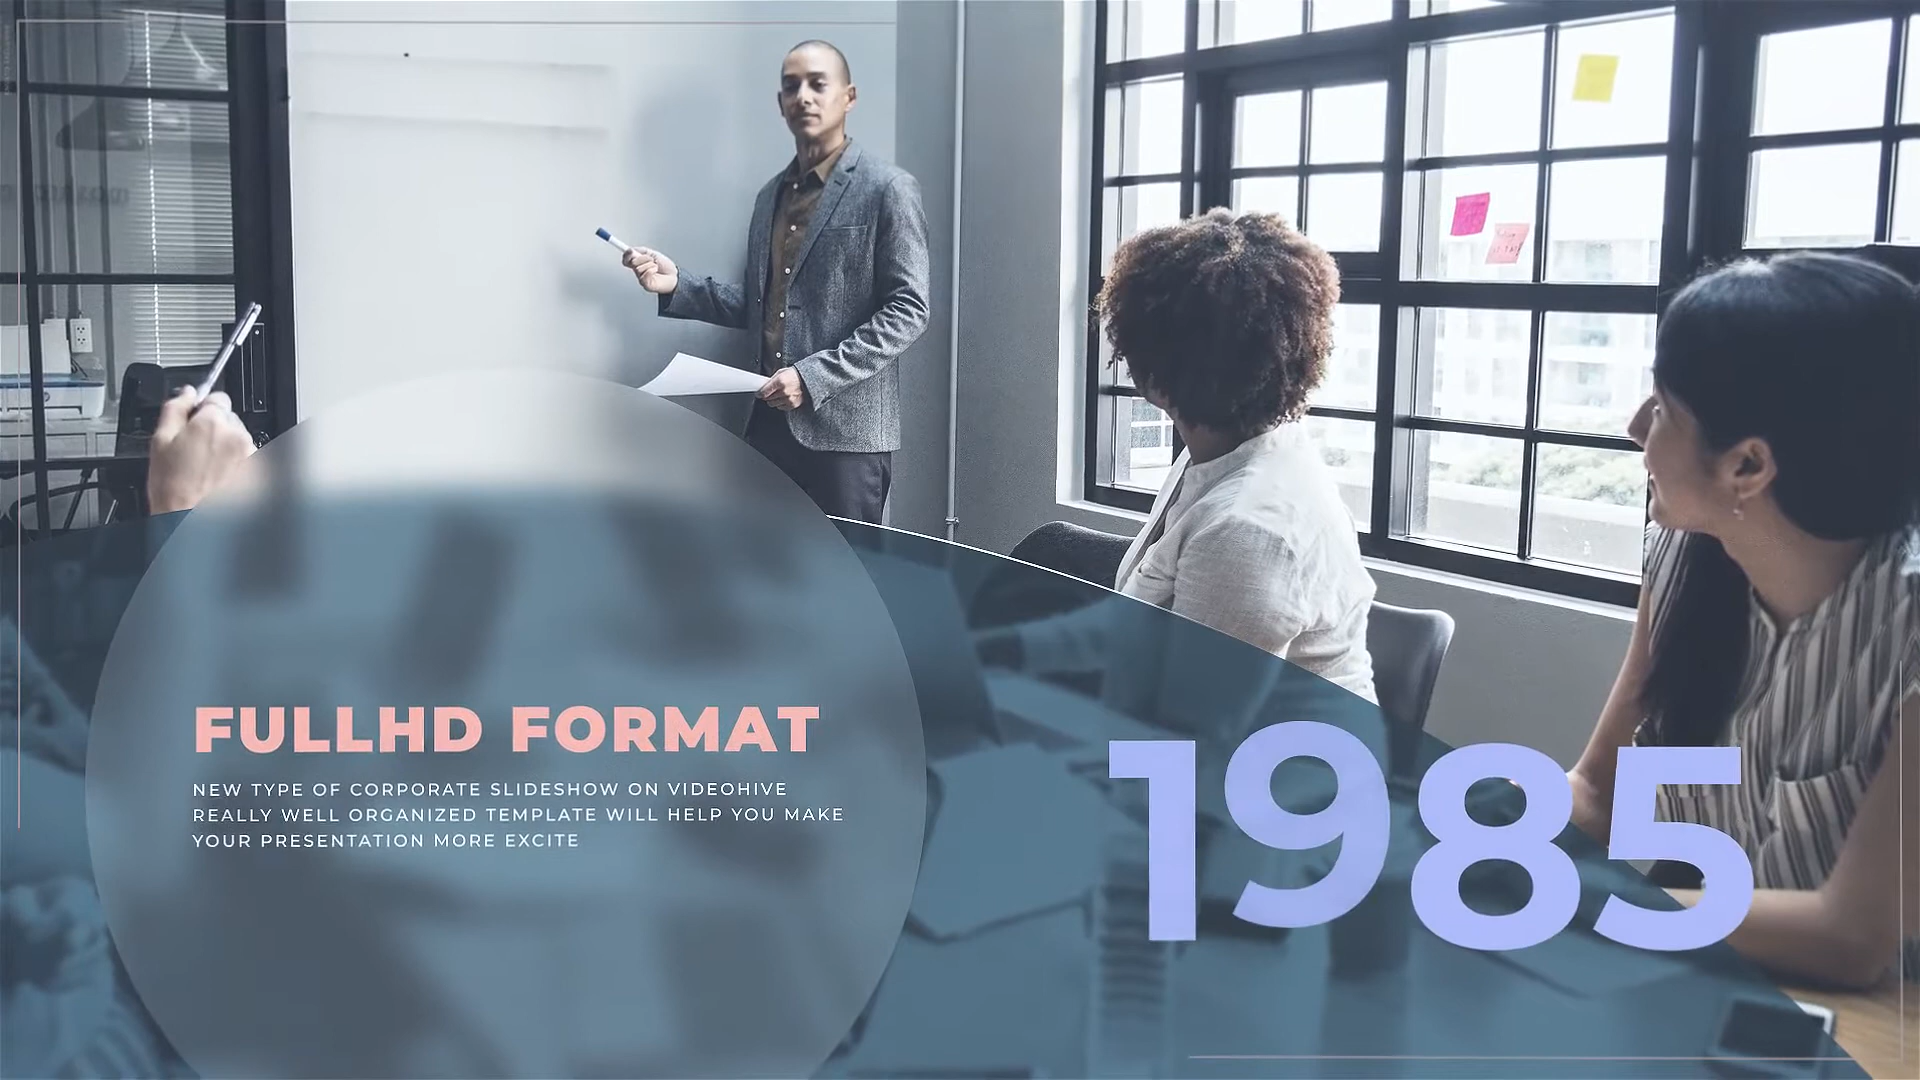 FULLHD FORMAT
NEW TYPE OF CORPORATE SLIDESHOW ON VIDEOHIVE
REALLY WELL ORGANIZED TEMPLATE WILL HELP YOU MAKE
YOUR PRESENTATION MORE EXCITE
1985